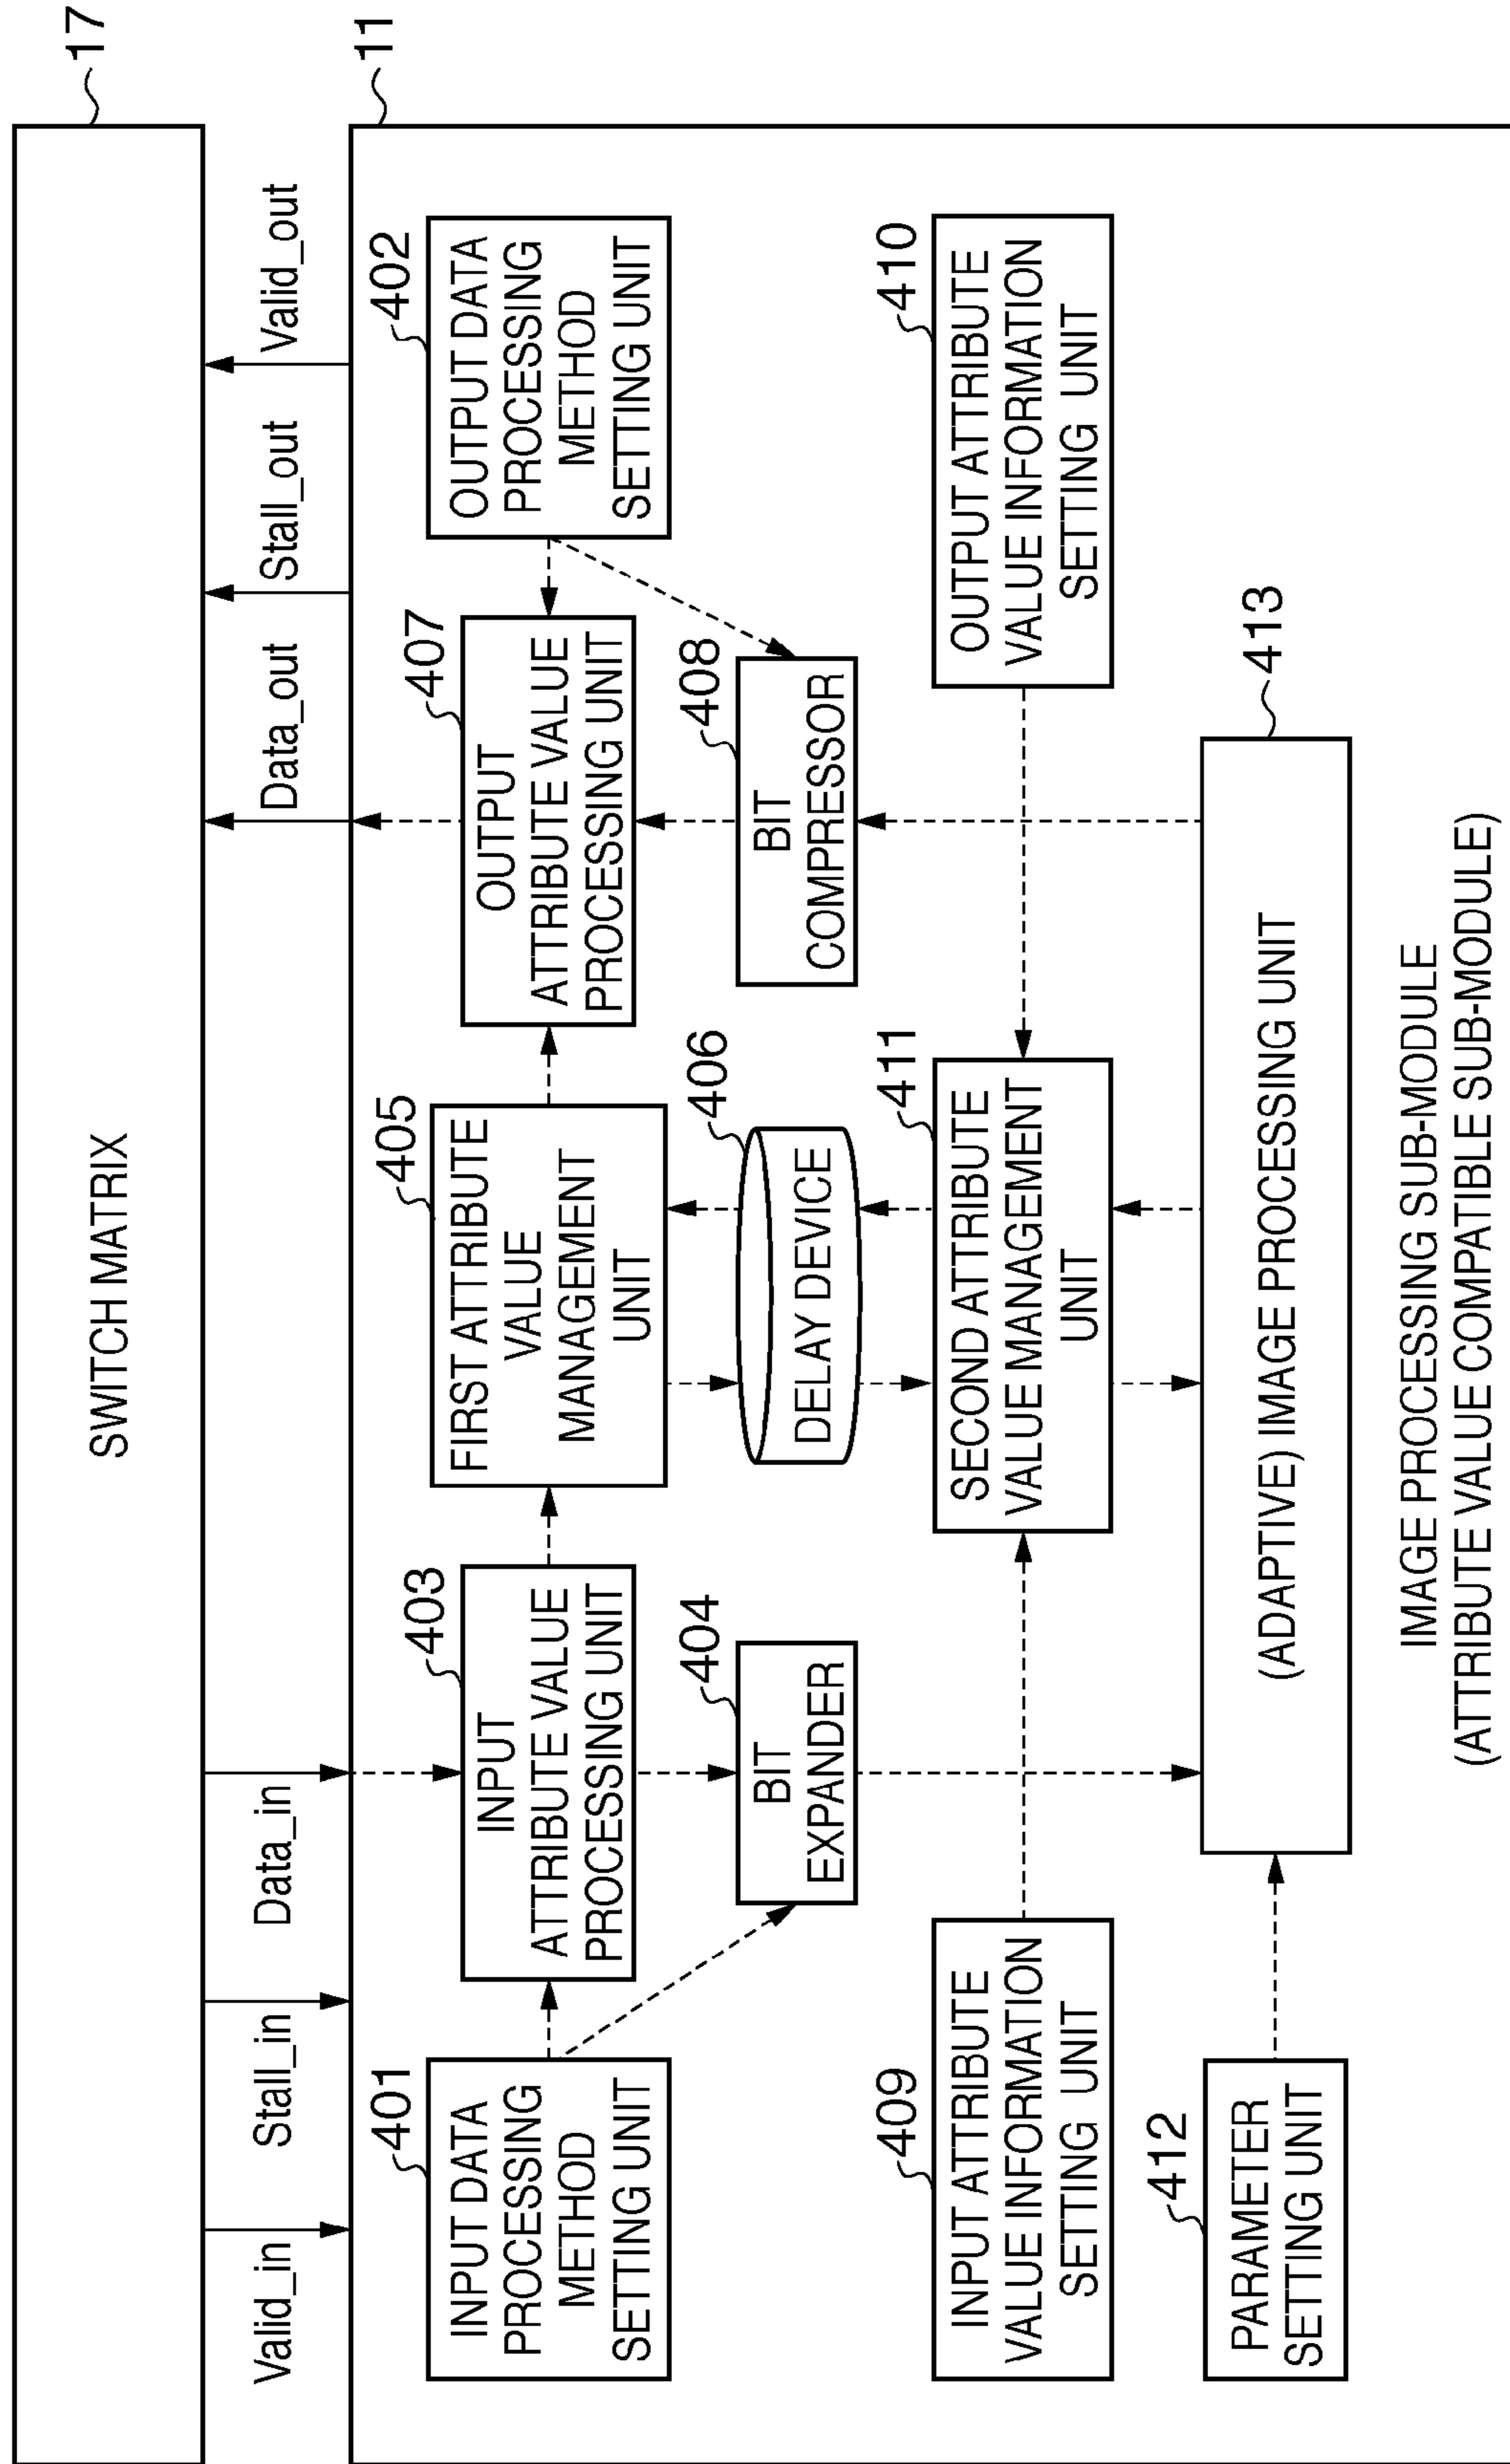 SWITCH MATRIX
17
Valid_in
Stall_in
Data_in
Data_out
Stall_out
Valid_out
11
401
INPUT DATA
PROCESSING
METHOD
SETTING UNIT
403
INPUT
ATTRIBUTE VALUE
PROCESSING UNIT
405
FIRST ATTRIBUTE
VALUE
MANAGEMENT
UNIT
407
OUTPUT
ATTRIBUTE VALUE
PROCESSING UNIT
402
OUTPUT DATA
PROCESSING
METHOD
SETTING UNIT
404
BIT
EXPANDER
406
DELAY DEVICE
408
BIT
COMPRESSOR
409
INPUT ATTRIBUTE
VALUE INFORMATION
SETTING UNIT
411
SECOND ATTRIBUTE
VALUE MANAGEMENT
UNIT
410
OUTPUT ATTRIBUTE
VALUE INFORMATION
SETTING UNIT
412
PARAMETER
SETTING UNIT
(ADAPTIVE) IMAGE PROCESSING UNIT
413
IMAGE PROCESSING SUB-MODULE
(ATTRIBUTE VALUE COMPATIBLE SUB-MODULE)